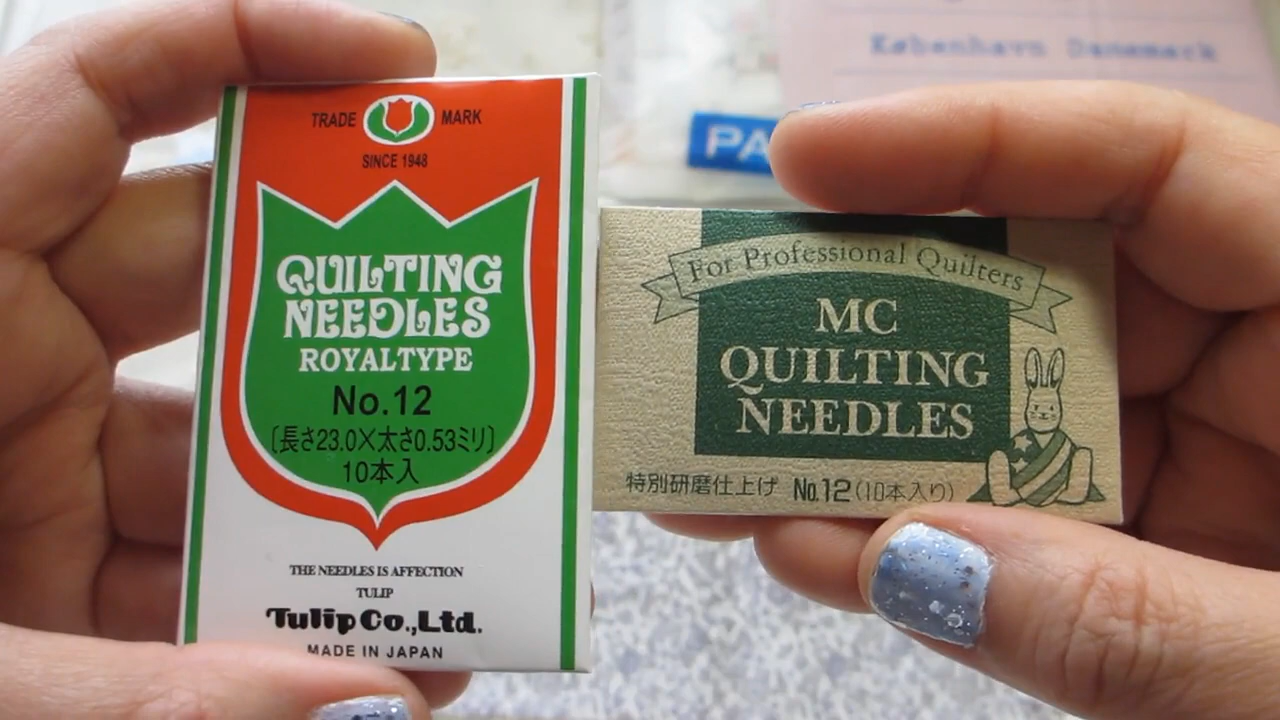 TRADE MARK
SINCE 1948
QUILTING
NEEDLES
ROYALTYPE
No.12
〔長さ23.0×太さ0.53ミリ〕
10本入
THE NEEDLES IS AFFECTION
TULIP
Tulip Co.,Ltd.
MADE IN JAPAN
For Professional Quilters
MC
QUILTING
NEEDLES
特別研磨仕上げ No.12(10本入り)
København Danemack
PA